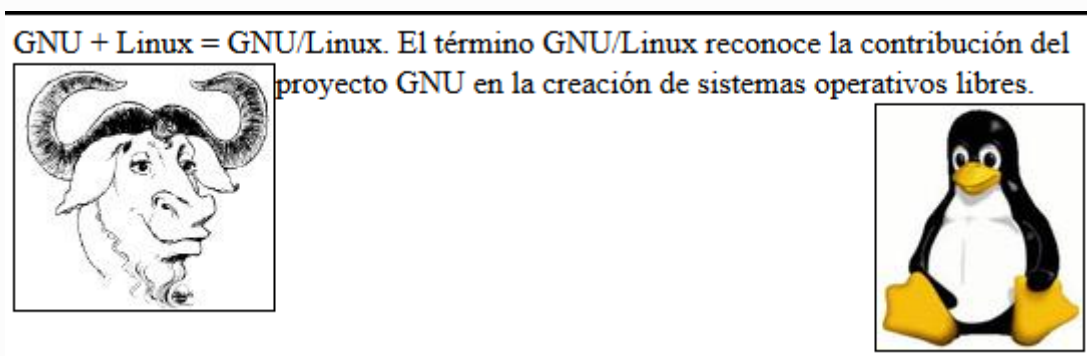 GNU + Linux = GNU/Linux. El término GNU/Linux reconoce la contribución del
proyecto GNU en la creación de sistemas operativos libres.